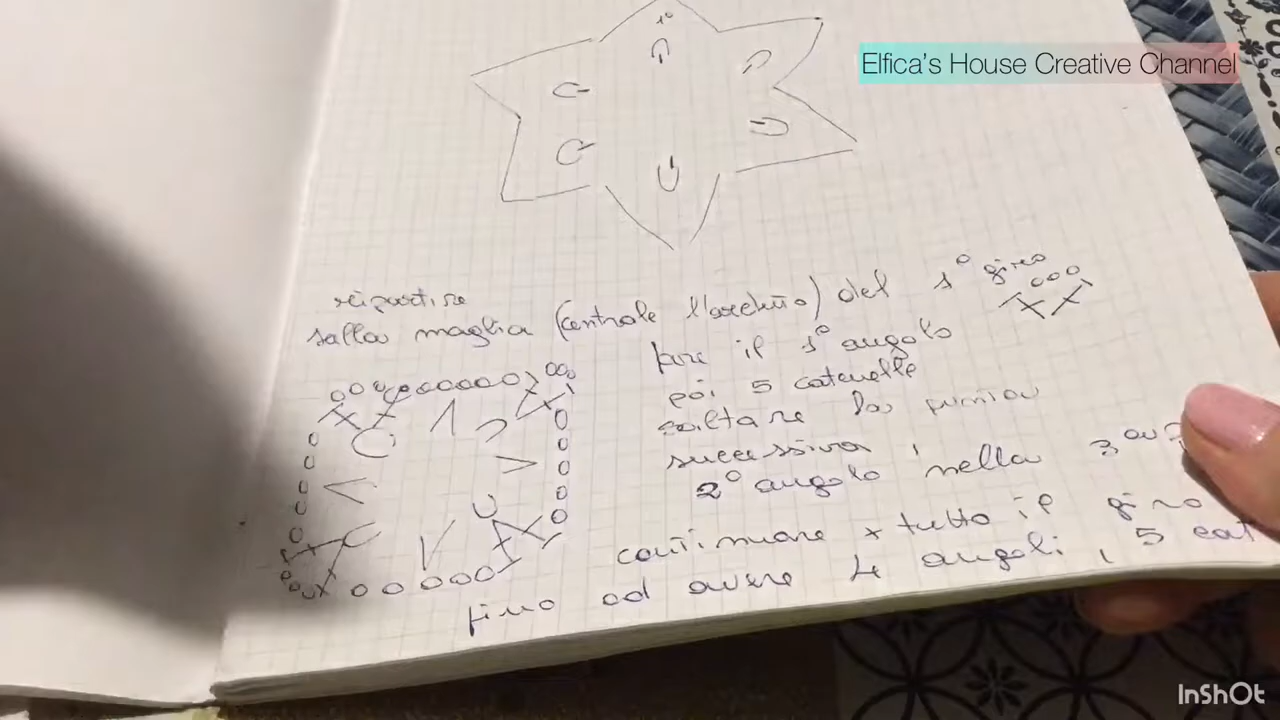 Elfica's House Creative Channel
1°
ripartire
sulla maglia (centrale l'archetto) del 1° giro
fare il 1° angolo
poi 5 catenelle
saltare la punta
successiva
2° angolo nella 3
continuare x tutto il giro
fino ad avere 4 angoli, 5 cat
InShOt